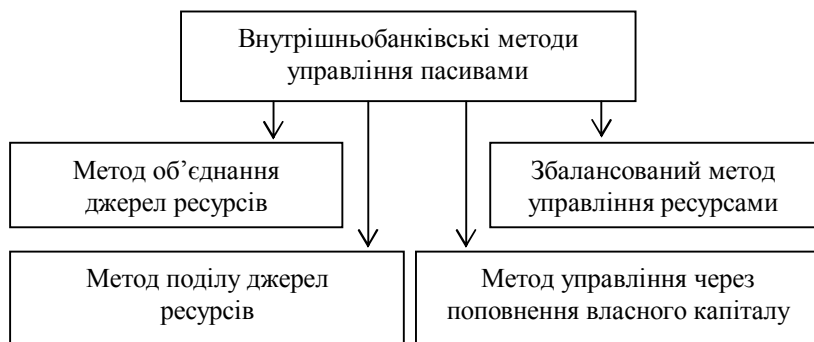 Внутрішньобанківські методи
управління пасивами
Метод об’єднання
джерел ресурсів
Збалансований метод
управління ресурсами
Метод поділу джерел
ресурсів
Метод управління через
поповнення власного капіталу